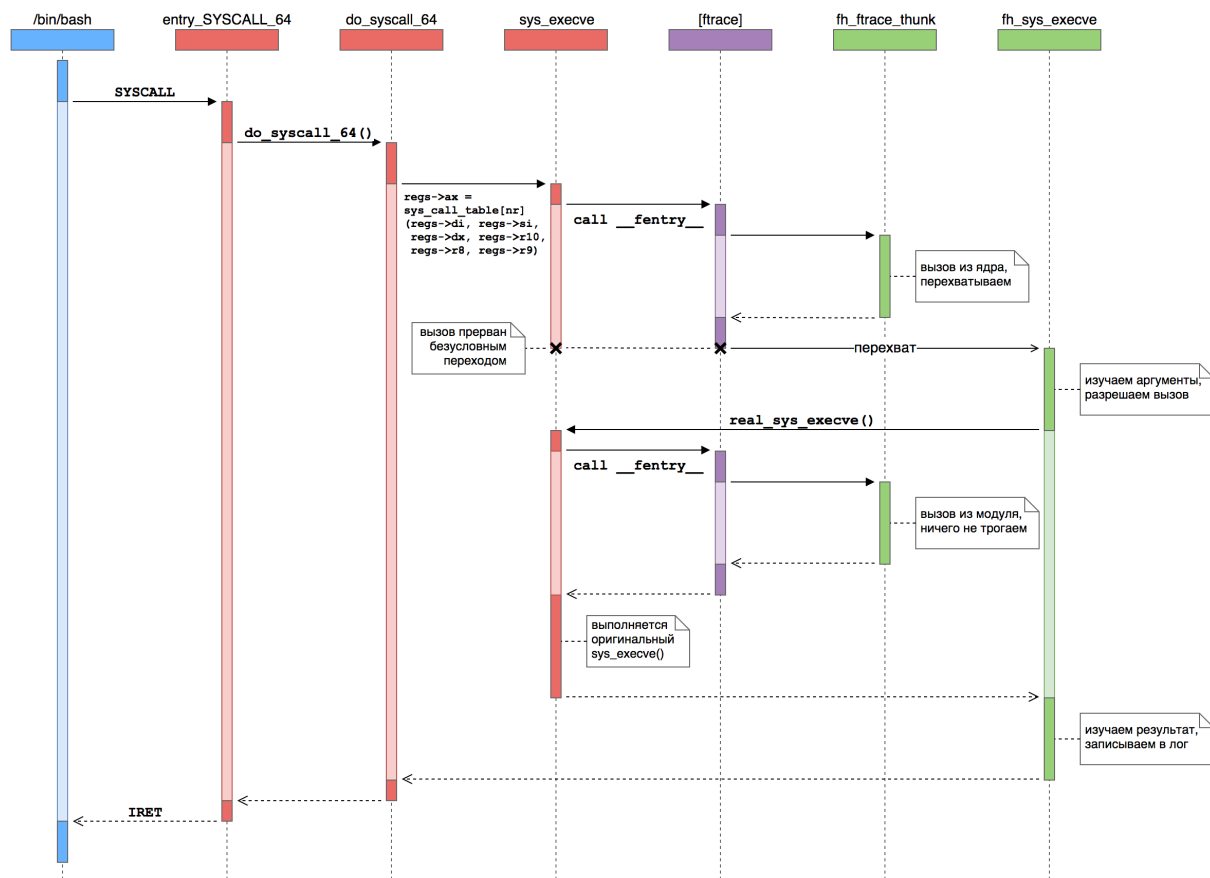 /bin/bash
entry_SYSCALL_64
do_syscall_64
sys_execve
[ftrace]
fh_ftrace_thunk
fh_sys_execve
SYSCALL
do_syscall_64()
regs->ax =
sys_call_table[nr]
(regs->di, regs->si,
regs->dx, regs->r10,
regs->r8, regs->r9)
call __fentry__
вызов из ядра,
перехватываем
вызов прерван
безусловным
переходом
перехват
изучаем аргументы,
разрешаем вызов
real_sys_execve()
call __fentry__
вызов из модуля,
ничего не трогаем
выполняется
оригинальный
sys_execve()
изучаем результат,
записываем в лог
IRET